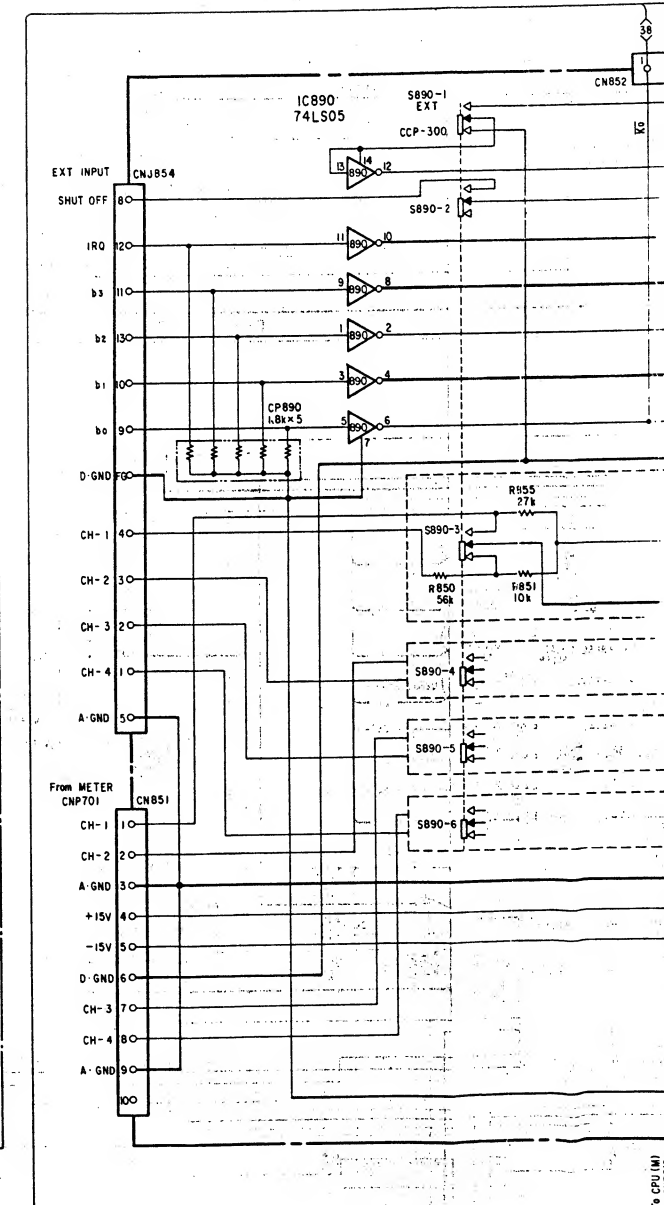 38
1
CN852
K0
IC890
74LS05
S890-1
EXT
CCP-300
13 890 14 12
EXT INPUT CNJ854
SHUT OFF 8
S890-2
IRQ 12
11 890 10
b3 11
9 890 8
b2 13
1 890 2
b1 10
3 890 4
CP890
1.8k×5
b0 9
5 890 6
7
D·GND
R855
27k
CH-1 4
S890-3
R850
56k
R851
10k
CH-2 3
CH-3 2
CH-4 1
S890-4
A·GND 5
S890-5
From METER
CNP701 CN851
CH-1 1
S890-6
CH-2 2
A·GND 3
+15V 4
-15V 5
D·GND 6
CH-3 7
CH-4 8
A·GND 9
10
CPU(M)